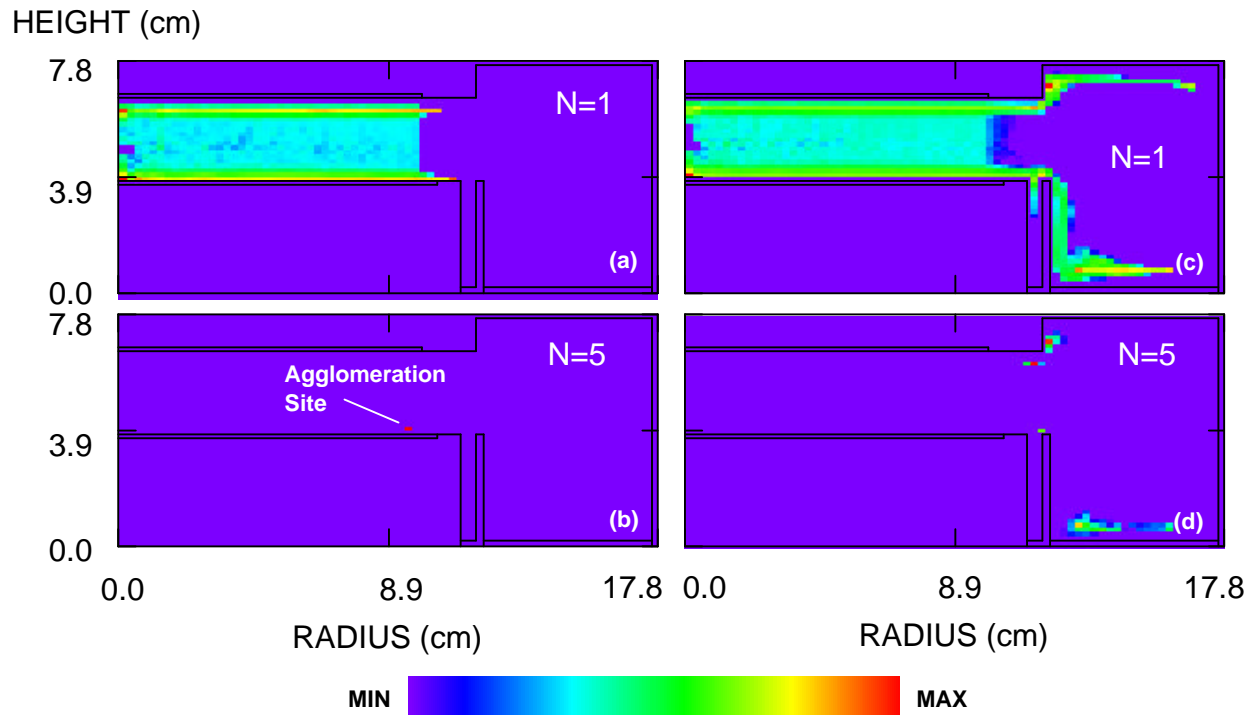 HEIGHT (cm)
7.8
3.9
0.0
N=1
(a)
N=1
(c)
7.8
3.9
0.0
N=5
Agglomeration
Site
(b)
N=5
(d)
0.0 8.9 17.8 0.0 8.9 17.8
RADIUS (cm) RADIUS (cm)
MIN MAX